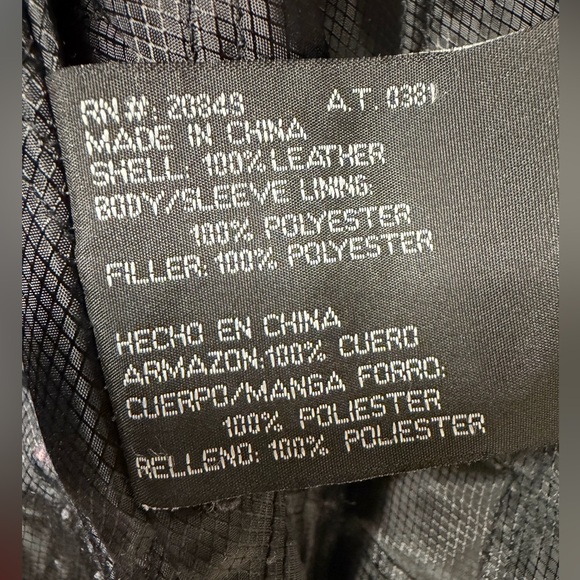 RN#: 20848 A.T. 0381
MADE IN CHINA
SHELL: 100% LEATHER
BODY/SLEEVE LINING:
100% POLYESTER
FILLER: 100% POLYESTER
HECHO EN CHINA
ARMAZON:100% CUERO
CUERPO/MANGA FORRO:
100% POLIESTER
RELLENO: 100% POLIESTER